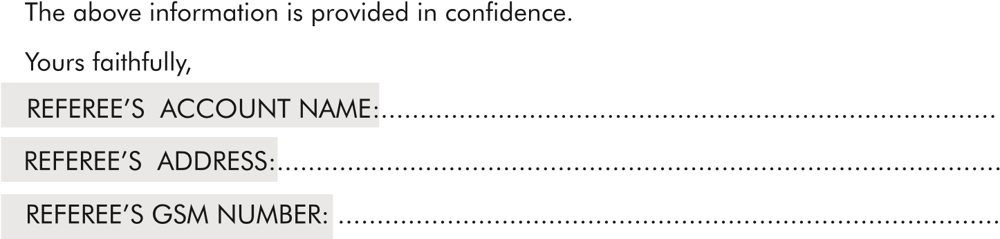 The above information is provided in confidence.
Yours faithfully,
REFEREE’S  ACCOUNT NAME:................................................................................
REFEREE’S  ADDRESS:..............................................................................................
REFEREE’S GSM NUMBER: ......................................................................................